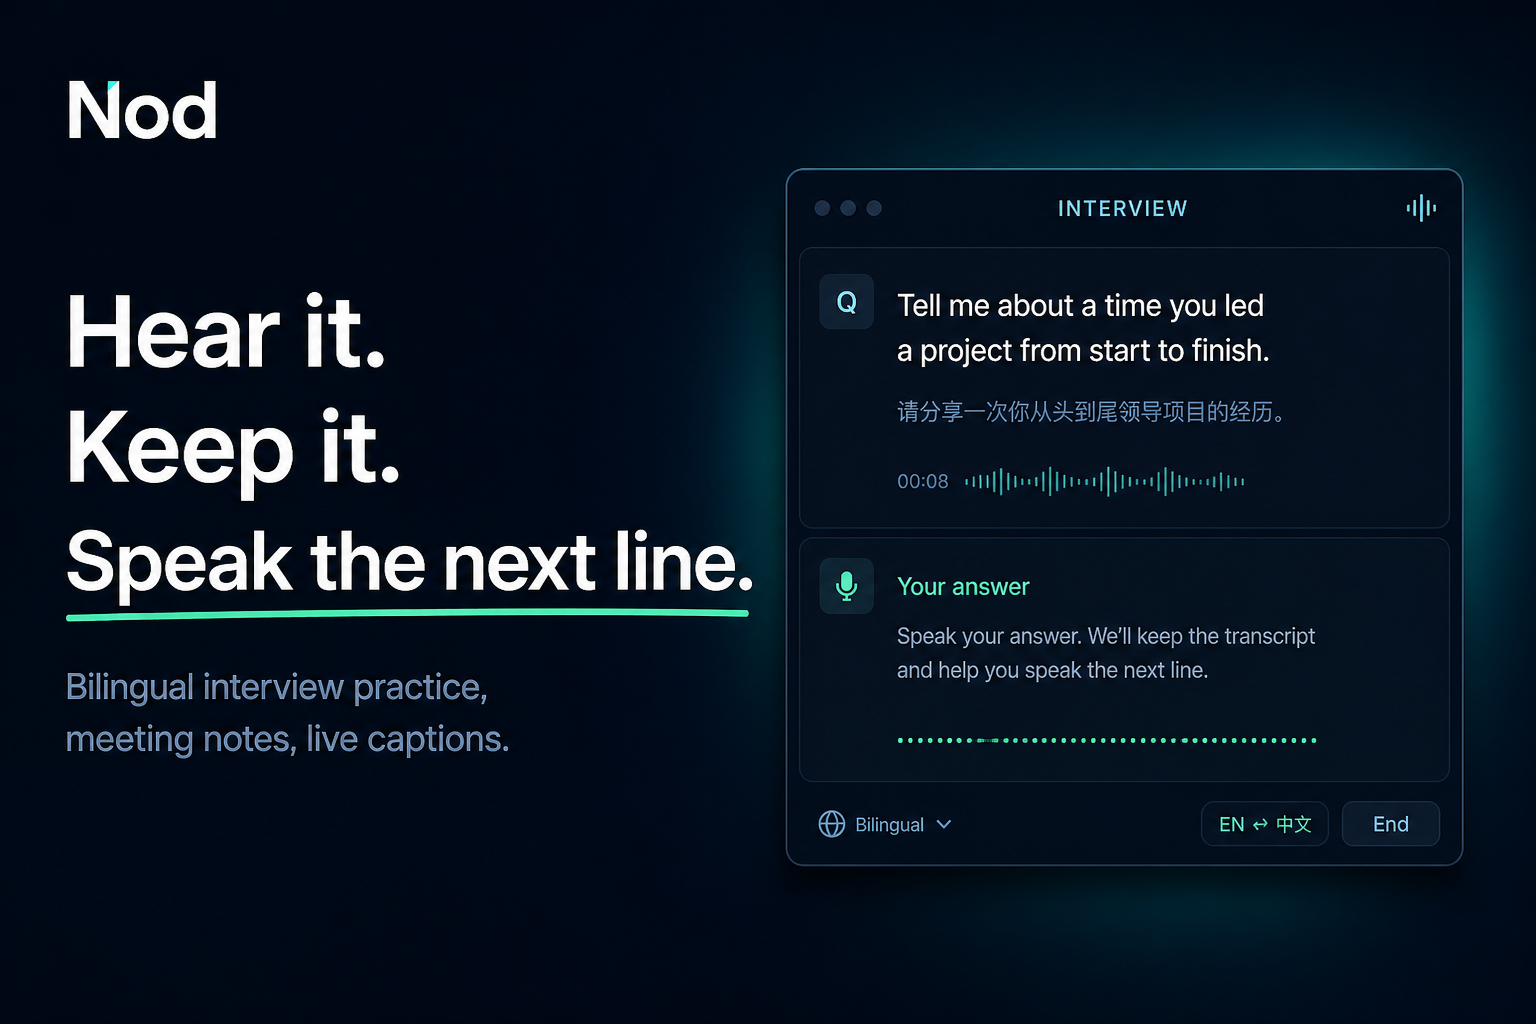 Nod
Hear it.
Keep it.
Speak the next line.
Bilingual interview practice,
meeting notes, live captions.
INTERVIEW
Q
Tell me about a time you led
a project from start to finish.
请分享一次你从头到尾领导项目的经历。
00:08
Your answer
Speak your answer. We’ll keep the transcript
and help you speak the next line.
Bilingual
EN ↔ 中文
End